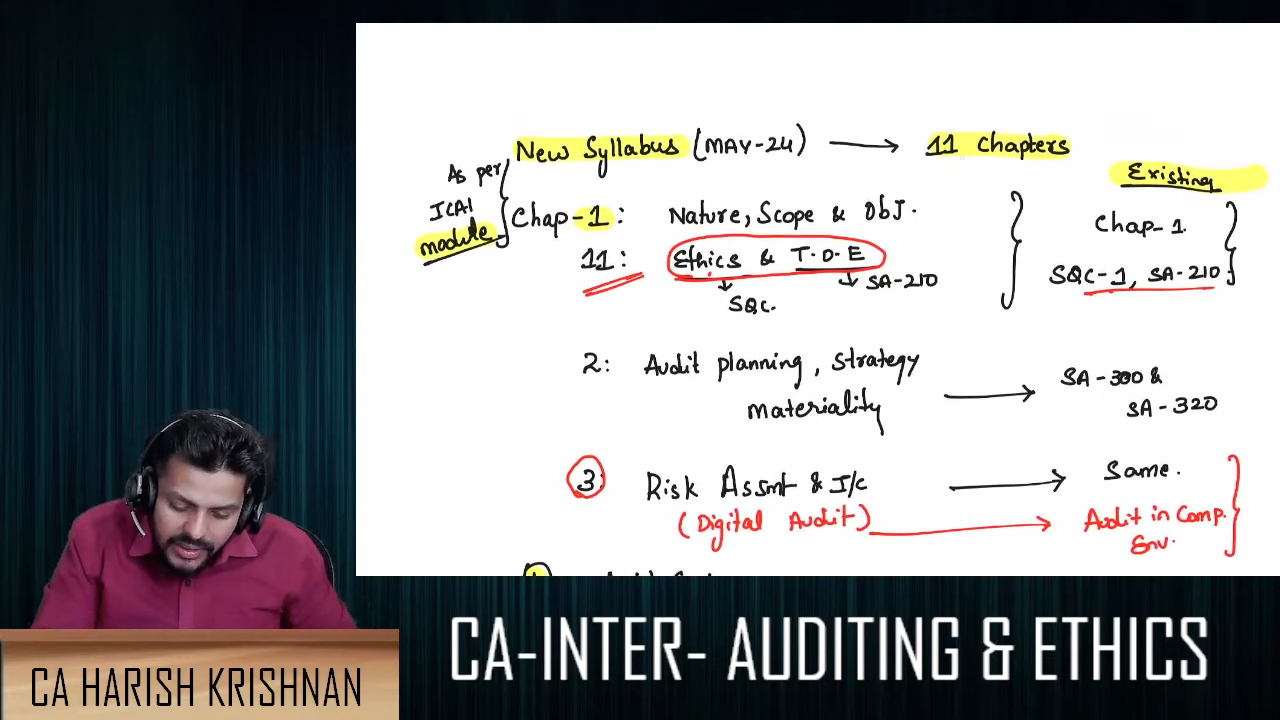 New Syllabus (MAY-24) → 11 Chapters
As per ICAI module
Existing
Chap-1: Nature, Scope & Obj.
Chap-1.
11: Ethics & T.O.E
SQC-1, SA-210
SQC.
SA-210
2: Audit planning, Strategy
materiality →
SA-300 &
SA-320
3: Risk Assmt & I/c → Same.
(Digital Audit) → Audit in Comp.
Env.
CA-INTER- AUDITING & ETHICS
CA HARISH KRISHNAN